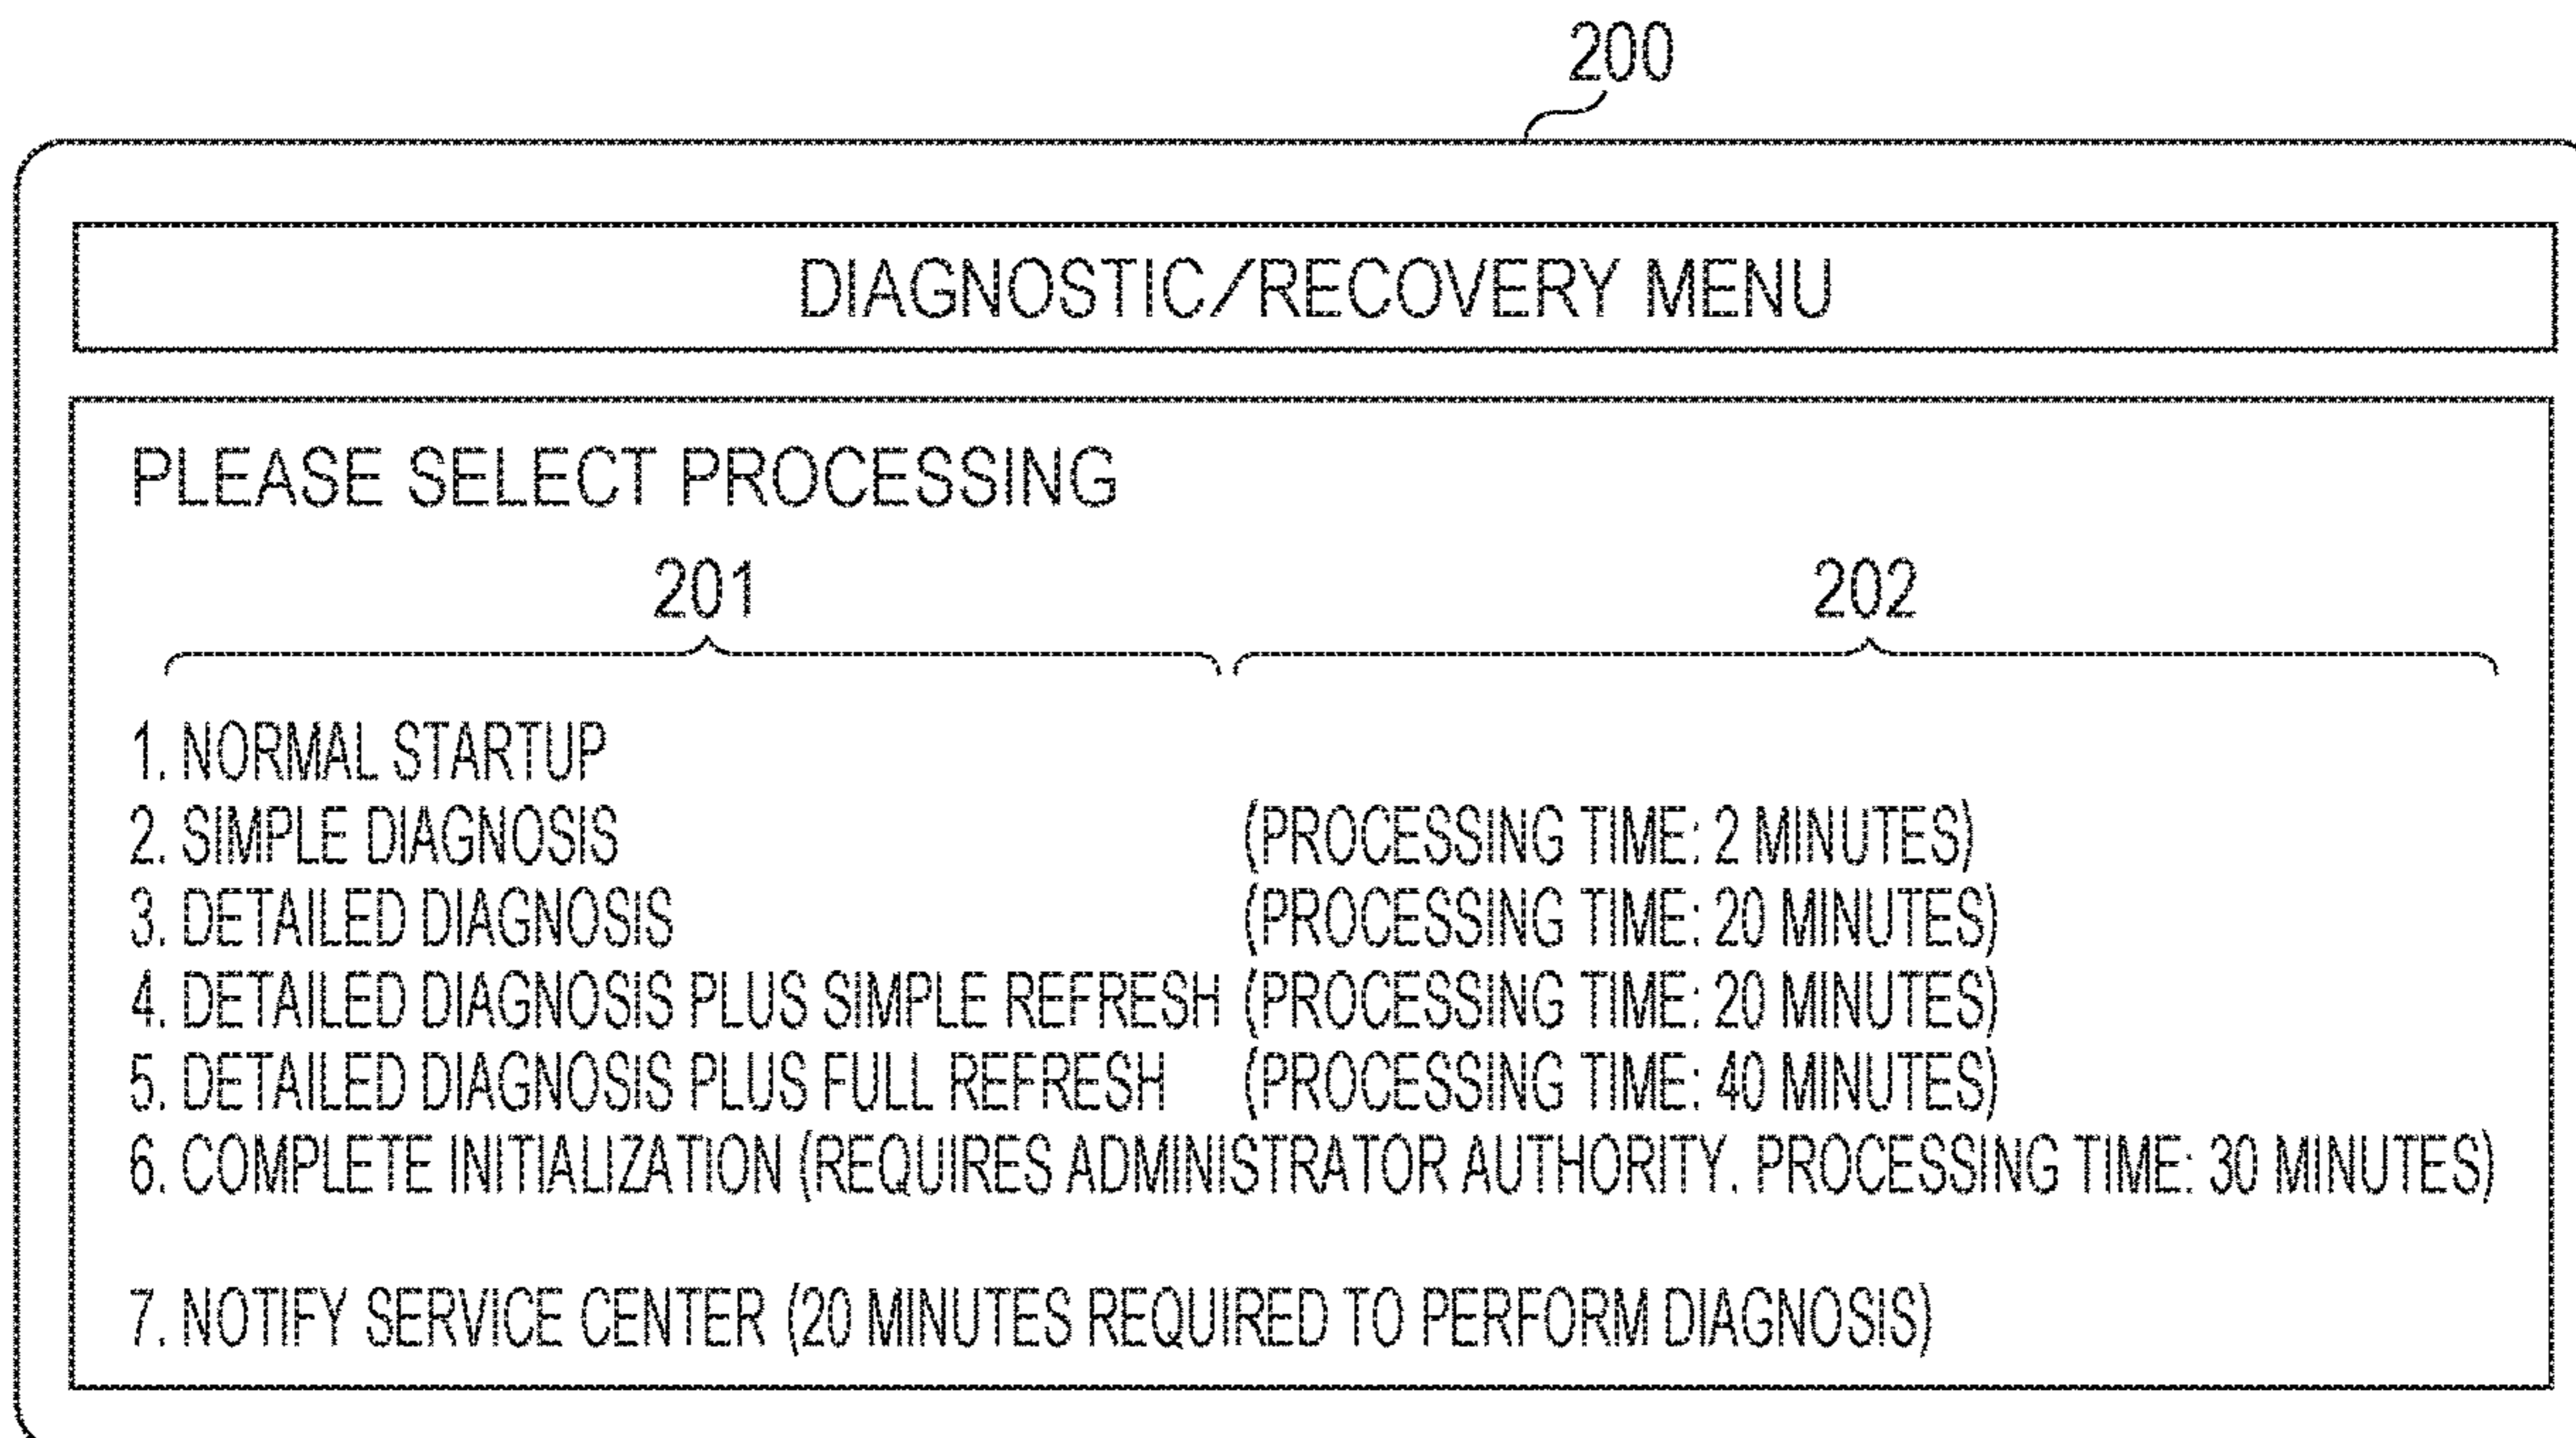 200
DIAGNOSTIC/RECOVERY MENU
PLEASE SELECT PROCESSING
201 202
1. NORMAL STARTUP
2. SIMPLE DIAGNOSIS (PROCESSING TIME: 2 MINUTES)
3. DETAILED DIAGNOSIS (PROCESSING TIME: 20 MINUTES)
4. DETAILED DIAGNOSIS PLUS SIMPLE REFRESH (PROCESSING TIME: 20 MINUTES)
5. DETAILED DIAGNOSIS PLUS FULL REFRESH (PROCESSING TIME: 40 MINUTES)
6. COMPLETE INITIALIZATION (REQUIRES ADMINISTRATOR AUTHORITY. PROCESSING TIME: 30 MINUTES)
7. NOTIFY SERVICE CENTER (20 MINUTES REQUIRED TO PERFORM DIAGNOSIS)